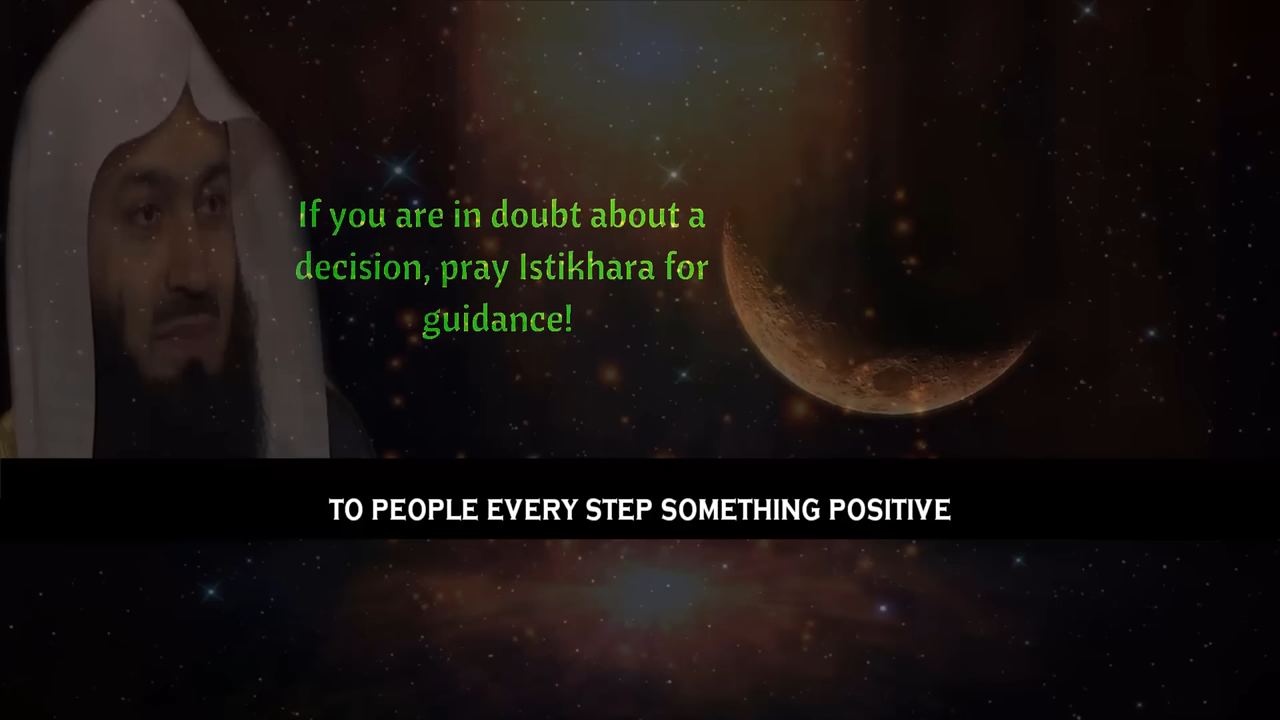 If you are in doubt about a
decision, pray Istikhara for
guidance!
TO PEOPLE EVERY STEP SOMETHING POSITIVE